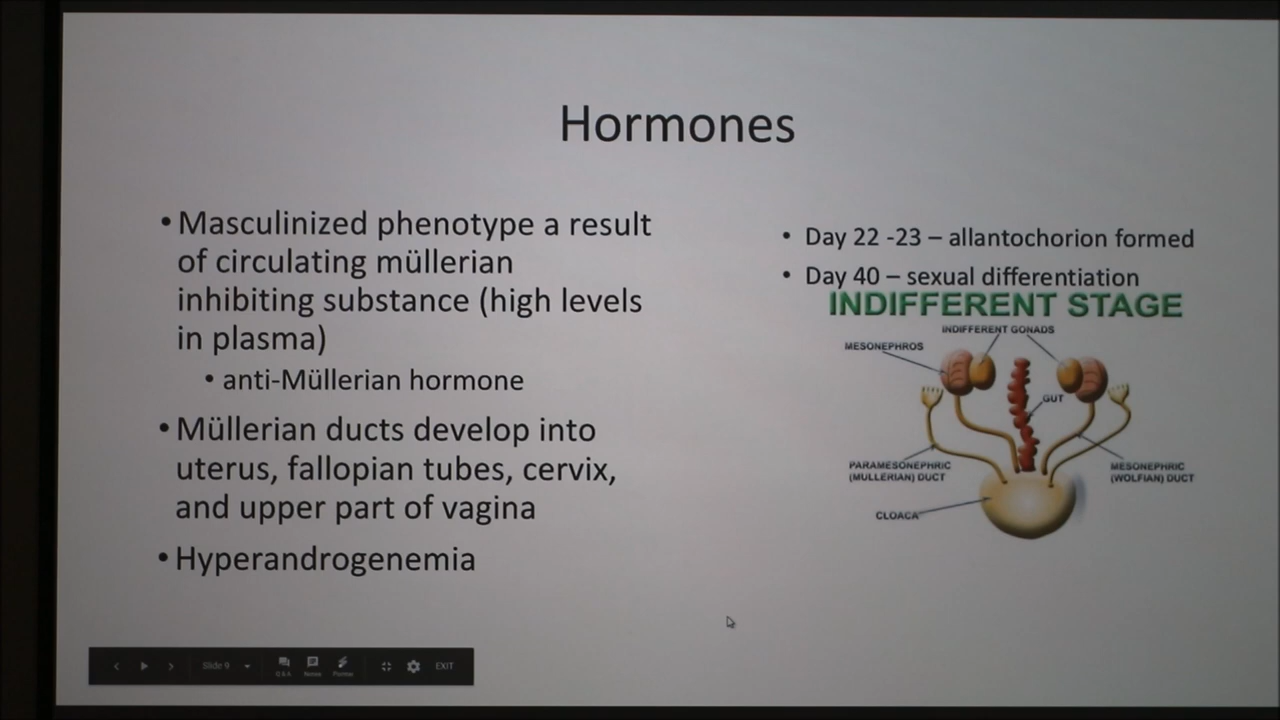 Hormones
• Masculinized phenotype a result
of circulating müllerian
inhibiting substance (high levels
in plasma)
• anti-Müllerian hormone
• Müllerian ducts develop into
uterus, fallopian tubes, cervix,
and upper part of vagina
• Hyperandrogenemia
• Day 22 -23 – allantochorion formed
• Day 40 – sexual differentiation
INDIFFERENT STAGE
INDIFFERENT GONADS
MESONEPHROS
GUT
PARAMESONEPHRIC
(MULLERIAN) DUCT
MESONEPHRIC
(WOLFIAN) DUCT
CLOACA
Slide 9
Q&A
Notes
Pointer
EXIT